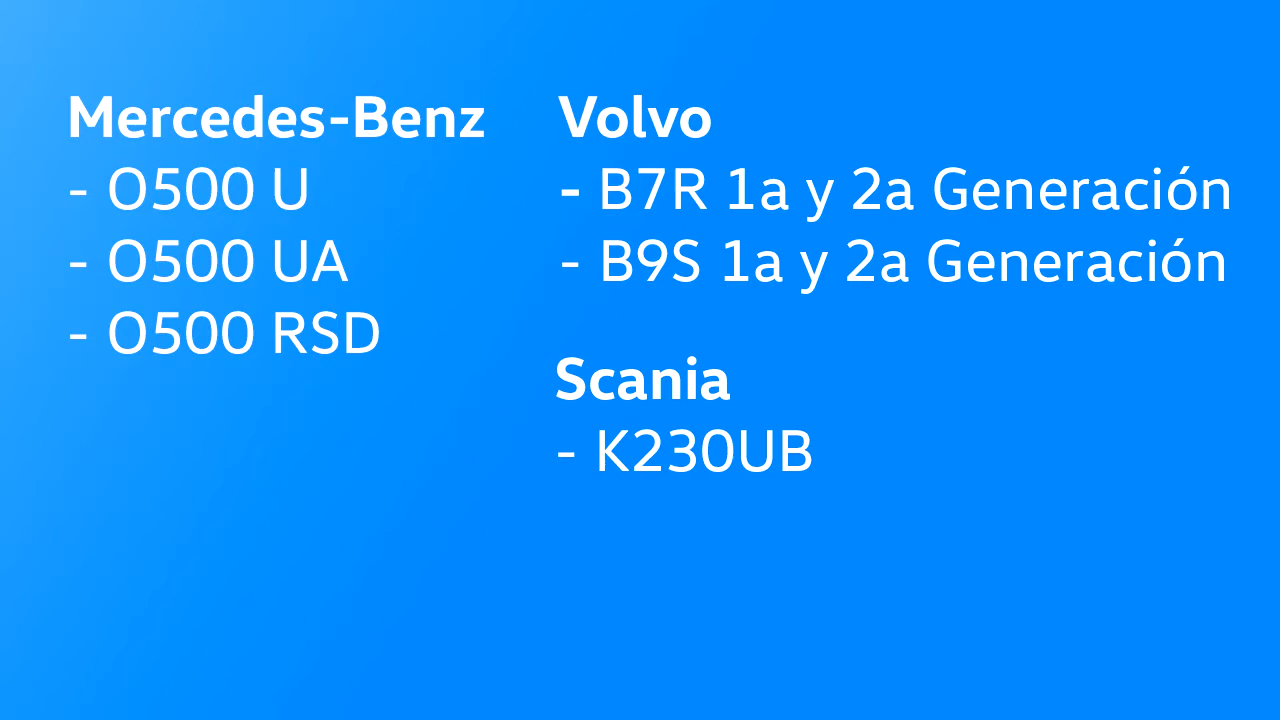 Mercedes-Benz
- O500 U
- O500 UA
- O500 RSD
Volvo
- B7R 1a y 2a Generación
- B9S 1a y 2a Generación
Scania
- K230UB